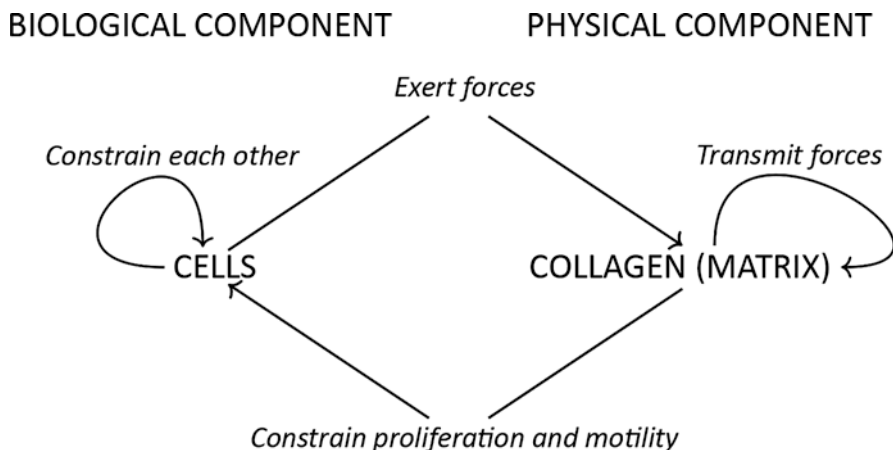 BIOLOGICAL COMPONENT
PHYSICAL COMPONENT
Exert forces
Constrain each other
Transmit forces
CELLS
COLLAGEN (MATRIX)
Constrain proliferation and motility